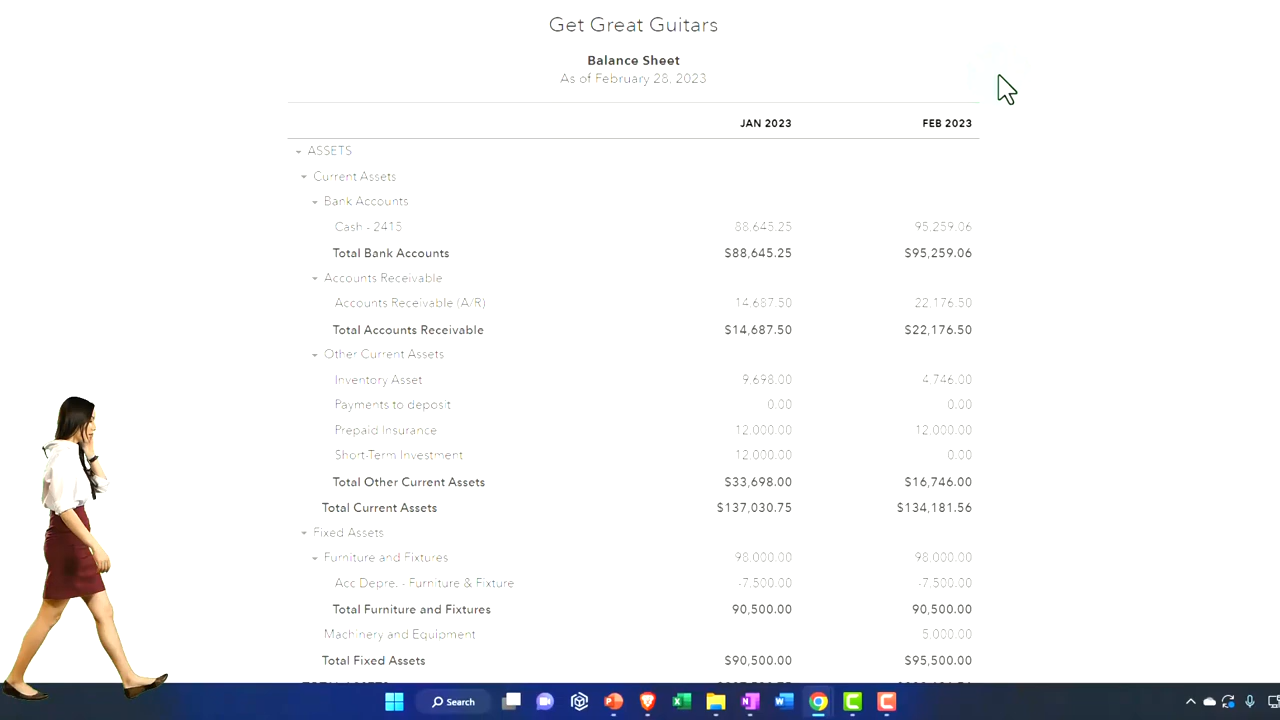 Get Great Guitars
Balance Sheet
As of February 28, 2023
JAN 2023 FEB 2023
ASSETS
Current Assets
Bank Accounts
Cash - 2415 88,645.25 95,259.06
Total Bank Accounts $88,645.25 $95,259.06
Accounts Receivable
Accounts Receivable (A/R) 14,687.50 22,176.50
Total Accounts Receivable $14,687.50 $22,176.50
Other Current Assets
Inventory Asset 9,698.00 4,746.00
Payments to deposit 0.00 0.00
Prepaid Insurance 12,000.00 12,000.00
Short-Term Investment 12,000.00 0.00
Total Other Current Assets $33,698.00 $16,746.00
Total Current Assets $137,030.75 $134,181.56
Fixed Assets
Furniture and Fixtures 98,000.00 98,000.00
Acc Depre. - Furniture & Fixture -7,500.00 -7,500.00
Total Furniture and Fixtures 90,500.00 90,500.00
Machinery and Equipment 5,000.00
Total Fixed Assets $90,500.00 $95,500.00
Search